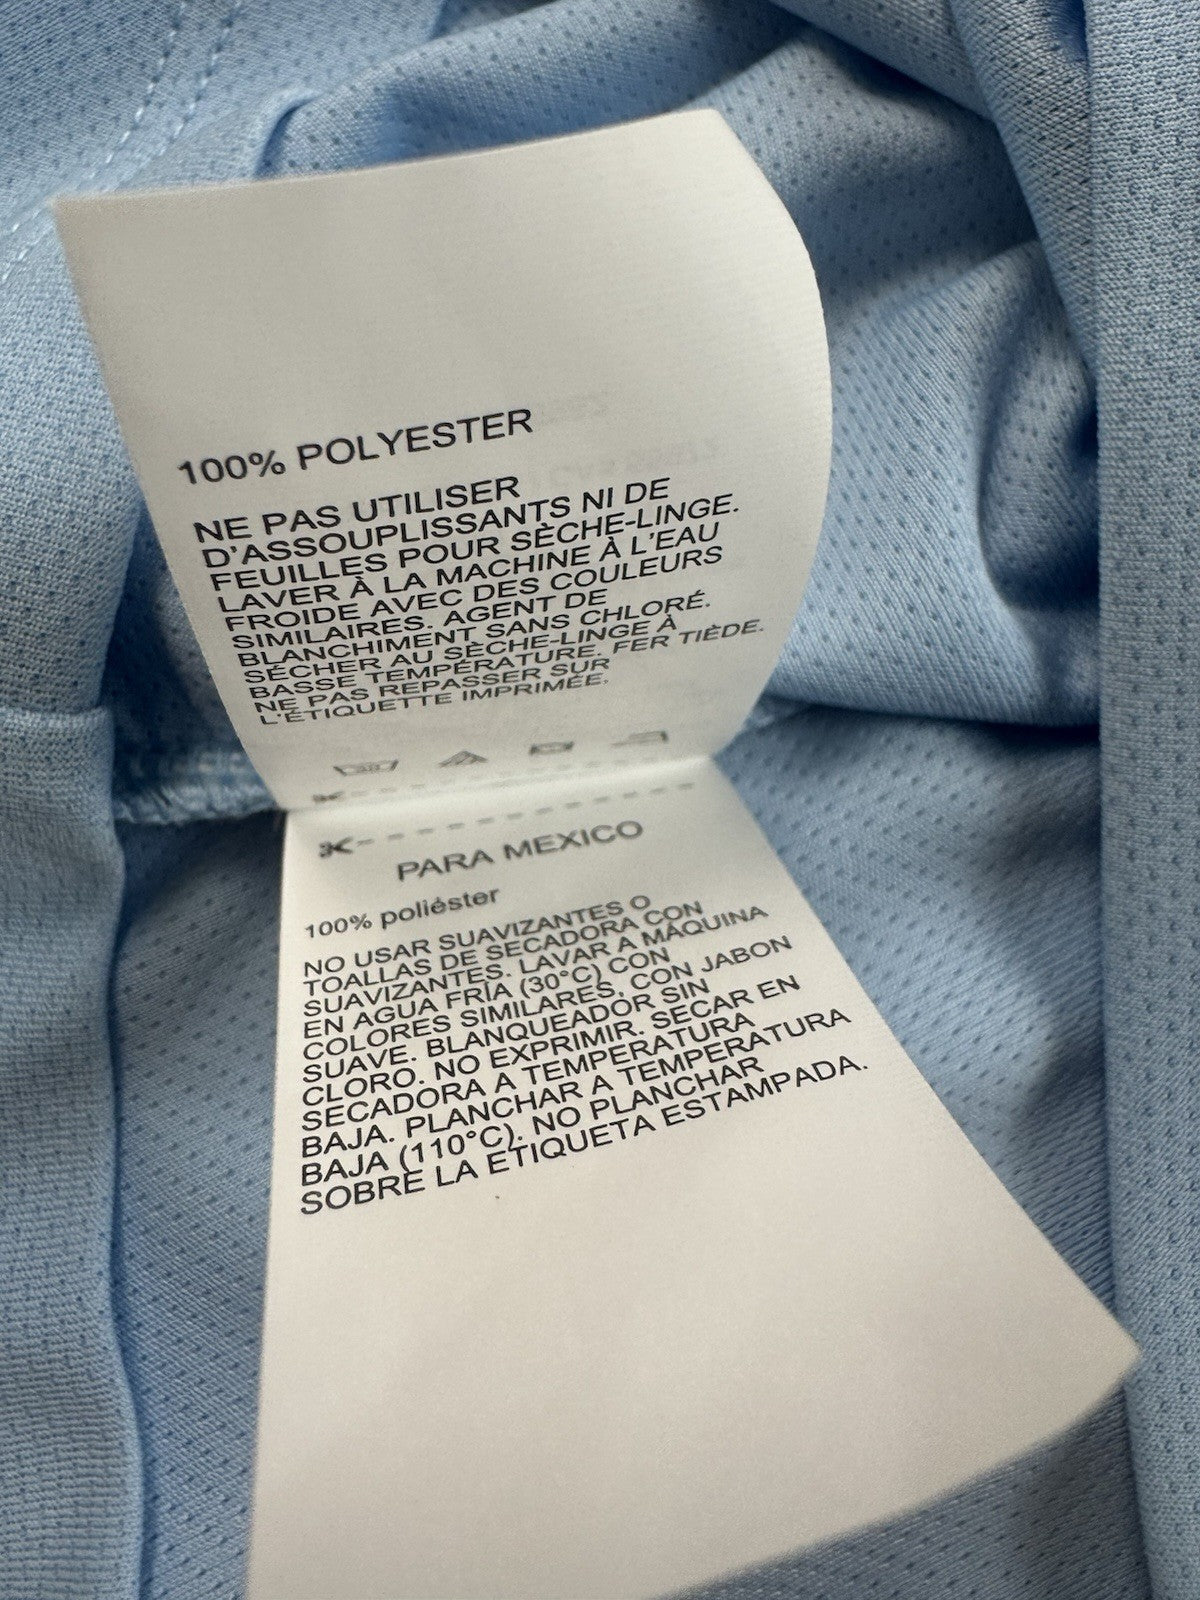 100% POLYESTER
NE PAS UTILISER
D'ASSOUPLISSANTS NI DE
FEUILLES POUR SÈCHE-LINGE.
LAVER À LA MACHINE À L'EAU
FROIDE AVEC DES COULEURS
SIMILAIRES. AGENT DE
BLANCHIMENT SANS CHLORÉ.
SÉCHER AU SÈCHE-LINGE À
BASSE TEMPÉRATURE. FER TIÈDE.
NE PAS REPASSER SUR
L'ÉTIQUETTE IMPRIMÉE.
PARA MEXICO
100% poliéster
NO USAR SUAVIZANTES O
TOALLAS DE SECADORA CON
SUAVIZANTES. LAVAR A MÁQUINA
EN AGUA FRÍA (30°C) CON
COLORES SIMILARES, CON JABON
SUAVE. BLANQUEADOR SIN
CLORO. NO EXPRIMIR. SECAR EN
SECADORA A TEMPERATURA
BAJA. PLANCHAR A TEMPERATURA
BAJA (110°C). NO PLANCHAR
SOBRE LA ETIQUETA ESTAMPADA.